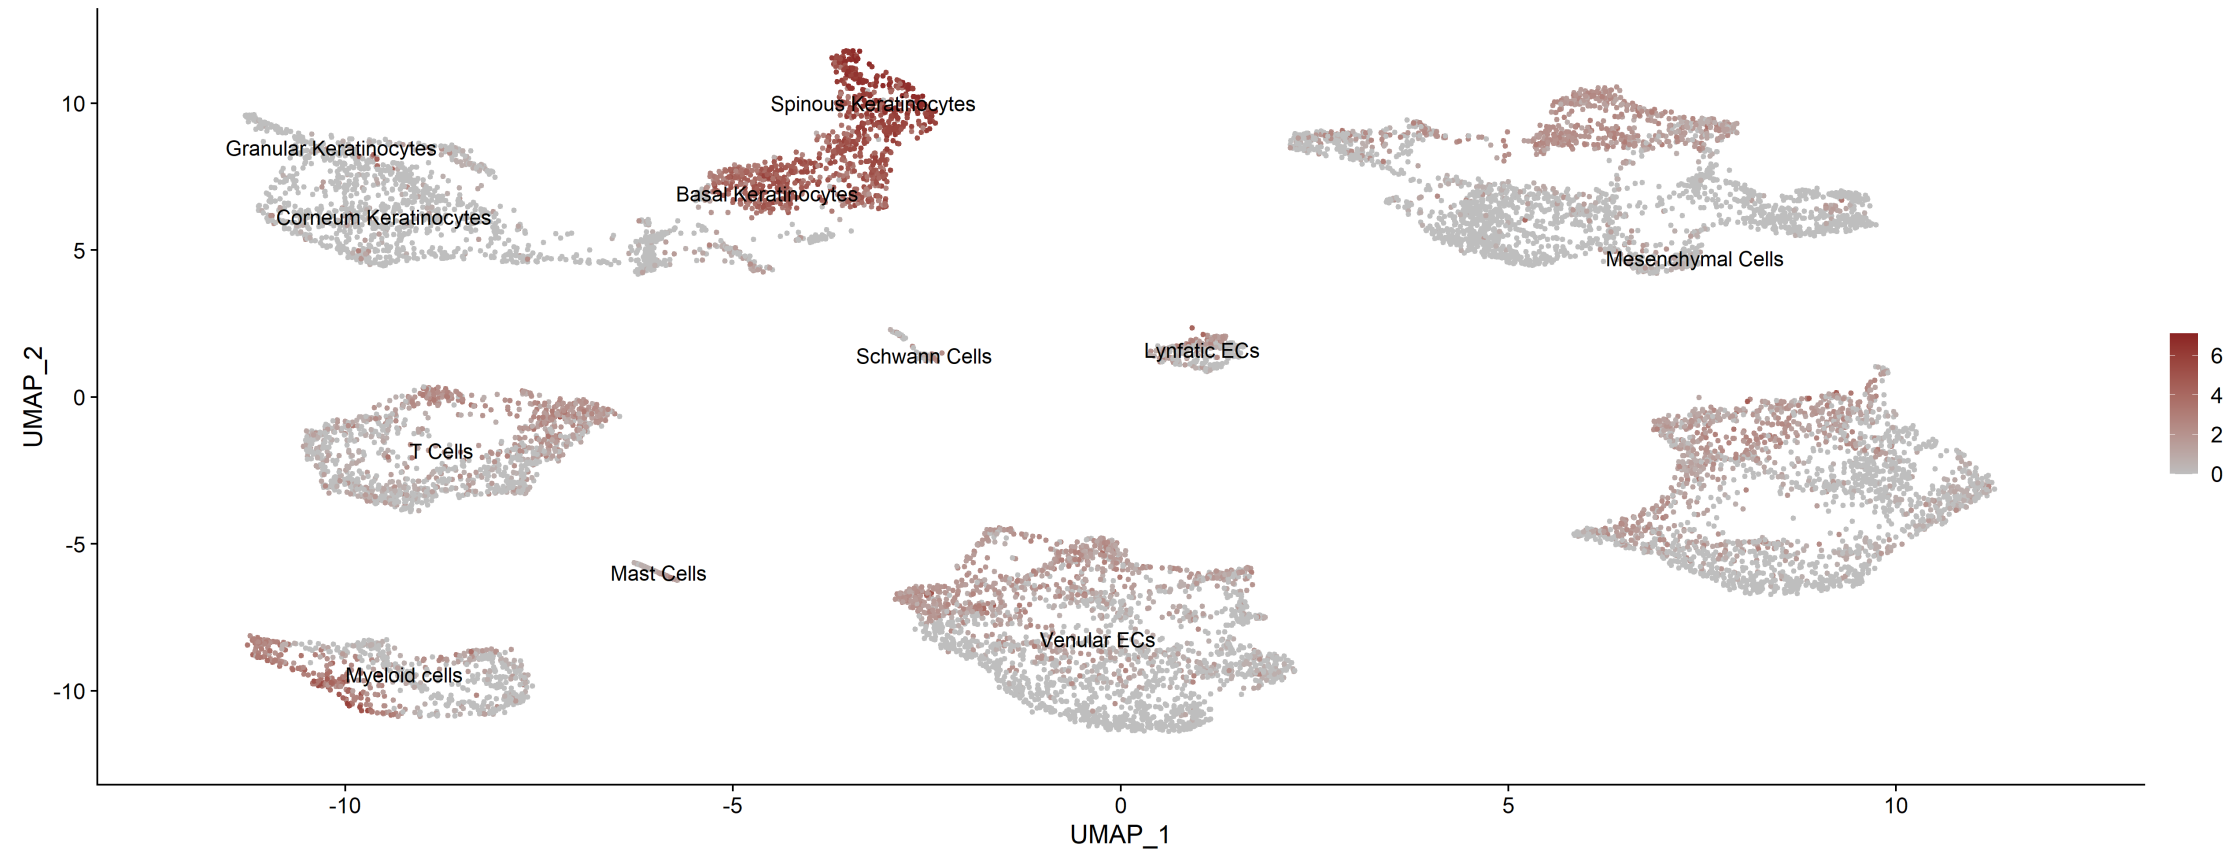 Spinous Keratinocytes
10
Granular Keratinocytes
Basal Keratinocytes
Corneum Keratinocytes
5
Mesenchymal Cells
Schwann Cells
Lynfatic ECs
6
4
2
0
UMAP_2
0
T Cells
-5
Mast Cells
Venular ECs
Myeloid cells
-10
-10
-5
0
5
10
UMAP_1